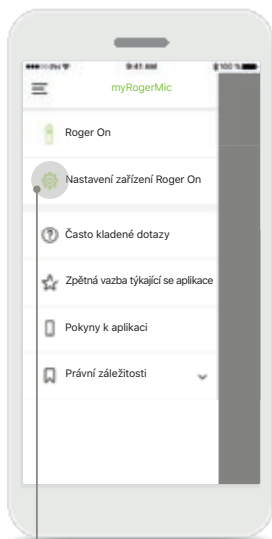 9:41 AM
100 %
myRogerMic
Roger On
Nastavení zařízení Roger On
Často kladené dotazy
Zpětná vazba týkající se aplikace
Pokyny k aplikaci
Právní záležitosti